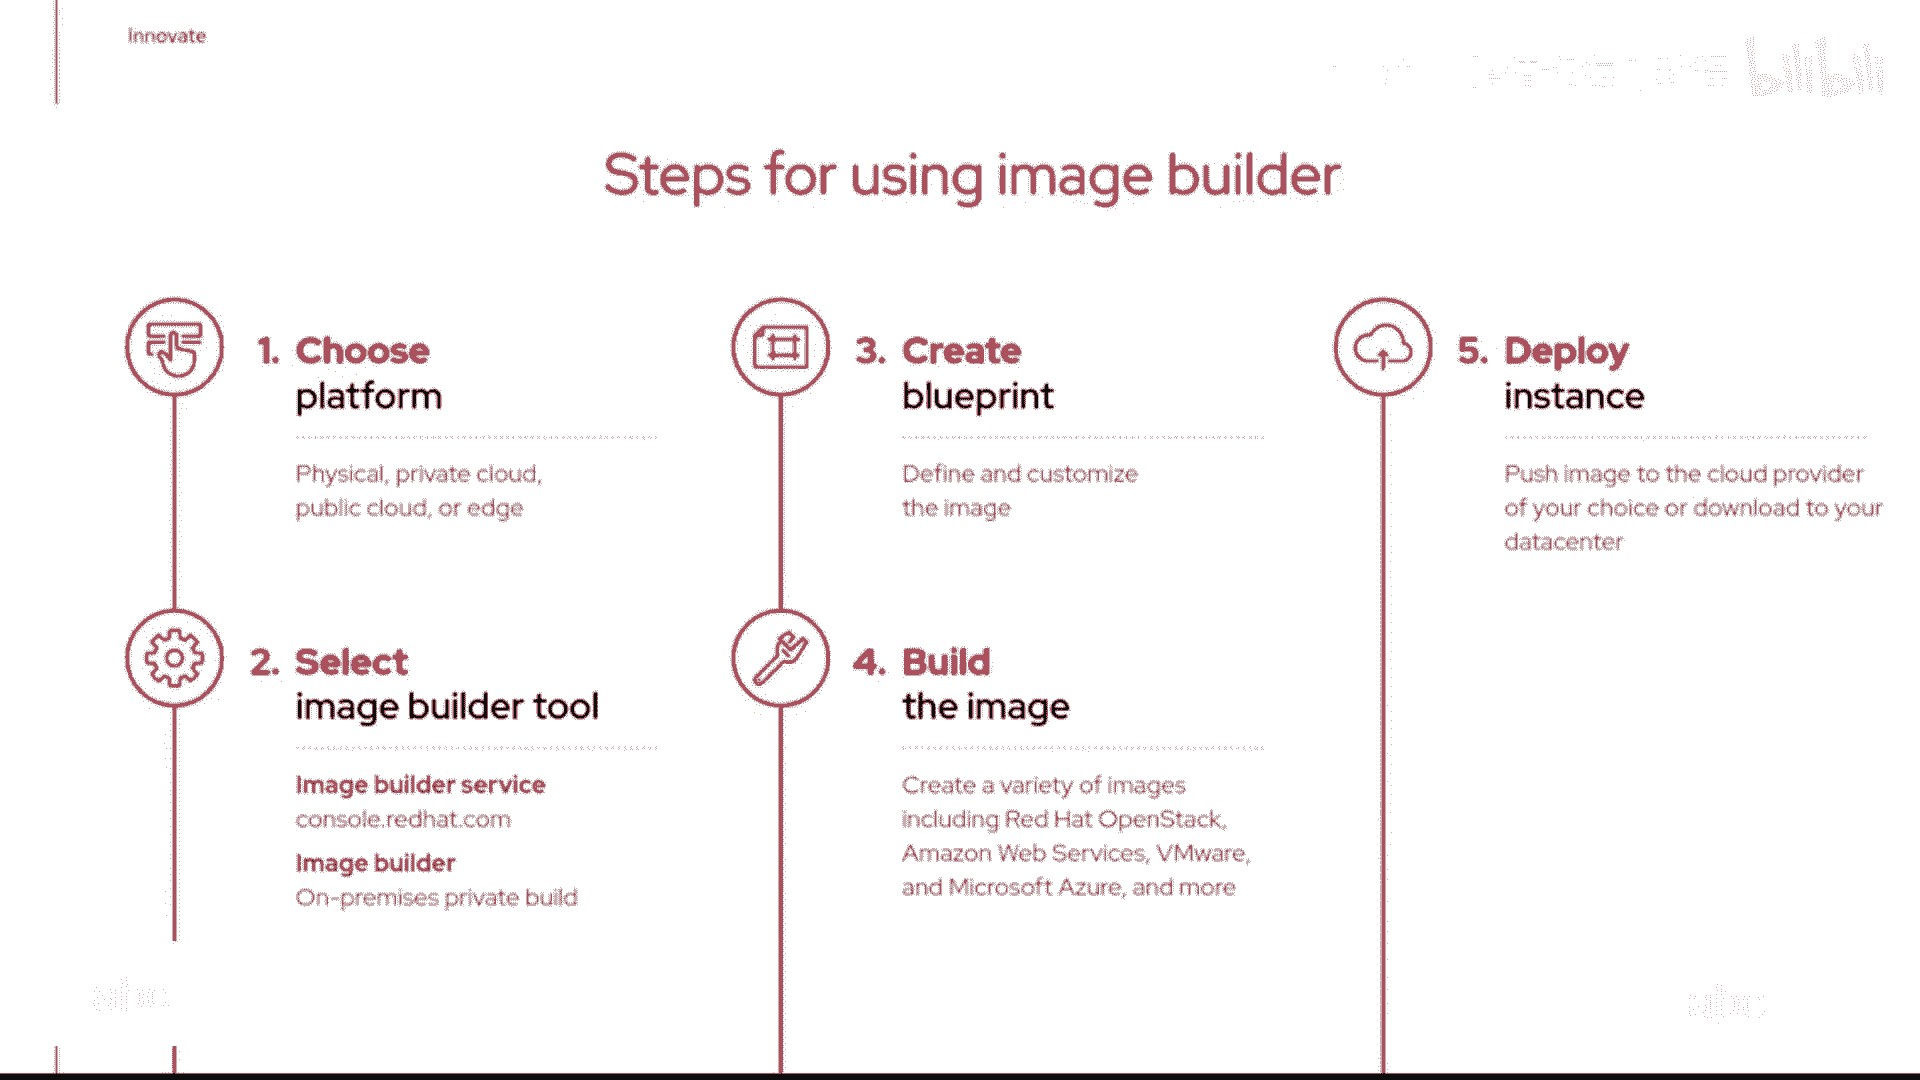 Innovate
bilibili
Steps for using image builder
1. Choose
platform
Physical, private cloud,
public cloud, or edge
2. Select
image builder tool
Image builder service
console.redhat.com
Image builder
On-premises private build
3. Create
blueprint
Define and customize
the image
4. Build
the image
Create a variety of images
including Red Hat OpenStack,
Amazon Web Services, VMware,
and Microsoft Azure, and more
5. Deploy
instance
Push image to the cloud provider
of your choice or download to your
datacenter